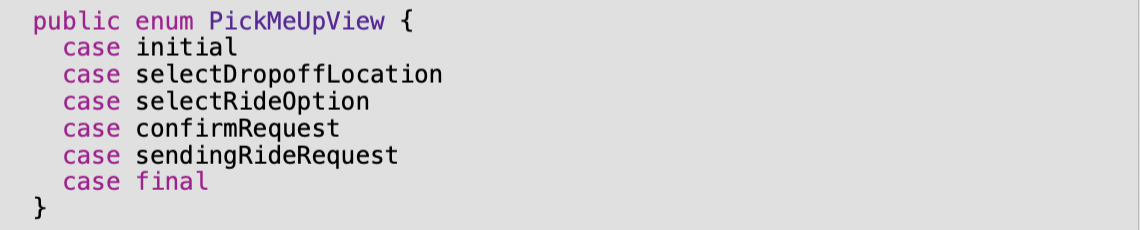 public enum PickMeUpView {
  case initial
  case selectDropoffLocation
  case selectRideOption
  case confirmRequest
  case sendingRideRequest
  case final
}